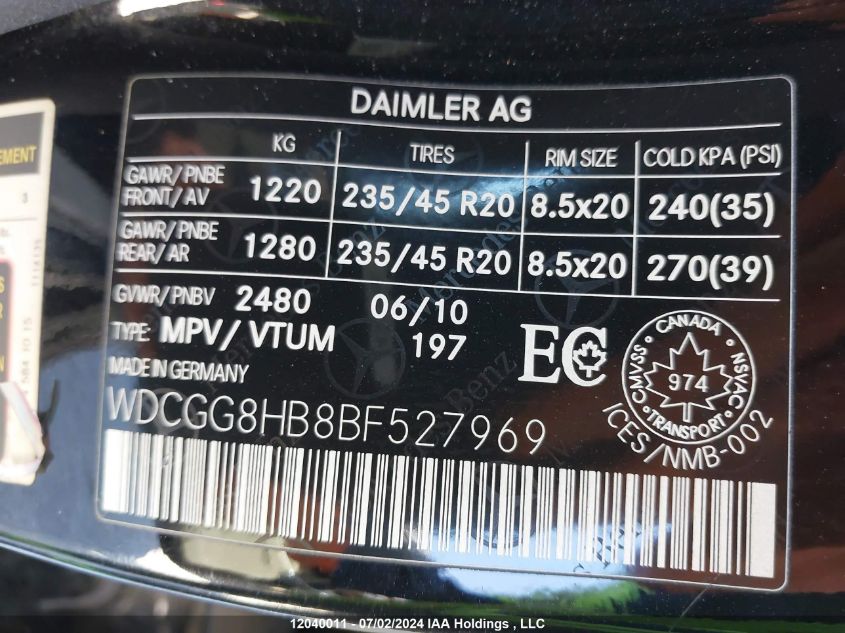 DAIMLER AG
KG TIRES RIM SIZE COLD KPA (PSI)
GAWR/PNBE FRONT/AV 1220 235/45 R20 8.5x20 240(35)
GAWR/PNBE REAR/AR 1280 235/45 R20 8.5x20 270(39)
GVWR/PNBV 2480 06/10
TYPE: MPV/VTUM 197
MADE IN GERMANY
WDCGG8HB8BF527969
EC
CANADA
CMVSS NSVAC
974
TRANSPORT
ICES/NMB-002
Mercedes-Benz
12040011 - 07/02/2024 IAA Holdings , LLC